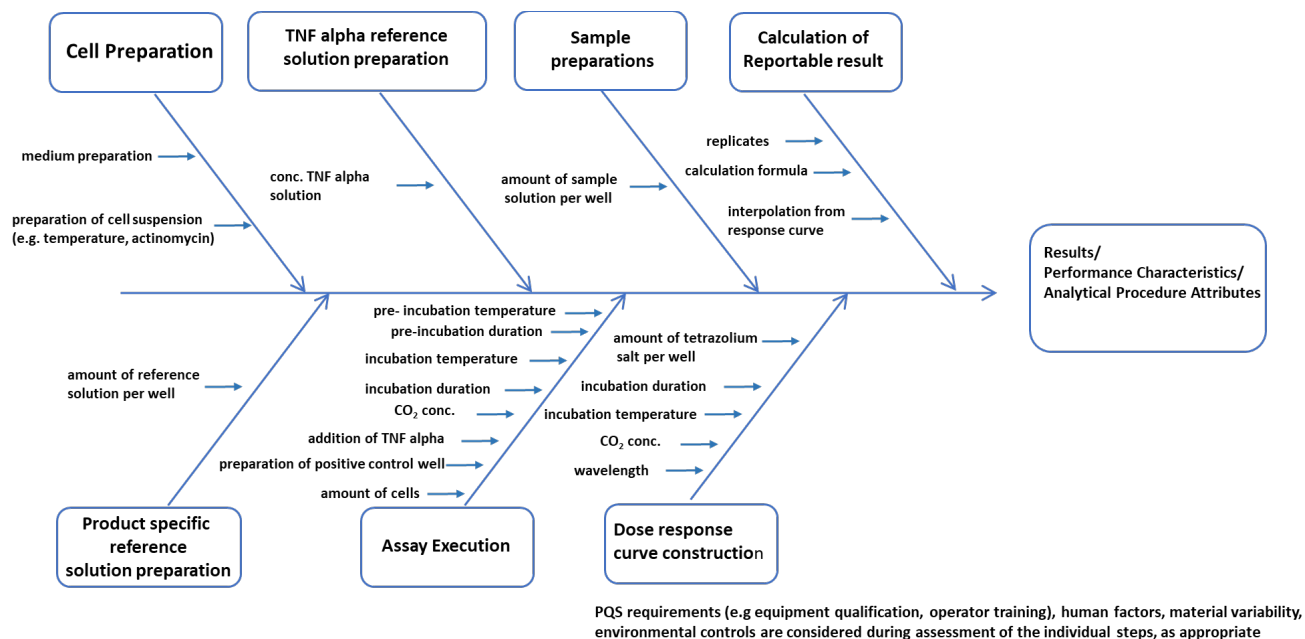 Cell Preparation
TNF alpha reference
solution preparation
Sample
preparations
Calculation of
Reportable result
medium preparation
preparation of cell suspension
(e.g. temperature, actinomycin)
conc. TNF alpha
solution
amount of sample
solution per well
replicates
calculation formula
interpolation from
response curve
Results/
Performance Characteristics/
Analytical Procedure Attributes
amount of reference
solution per well
pre- incubation temperature
pre-incubation duration
incubation temperature
incubation duration
CO₂ conc.
addition of TNF alpha
preparation of positive control well
amount of cells
amount of tetrazolium
salt per well
incubation duration
incubation temperature
CO₂ conc.
wavelength
Product specific
reference
solution preparation
Assay Execution
Dose response
curve construction
PQS requirements (e.g equipment qualification, operator training), human factors, material variability,
environmental controls are considered during assessment of the individual steps, as appropriate